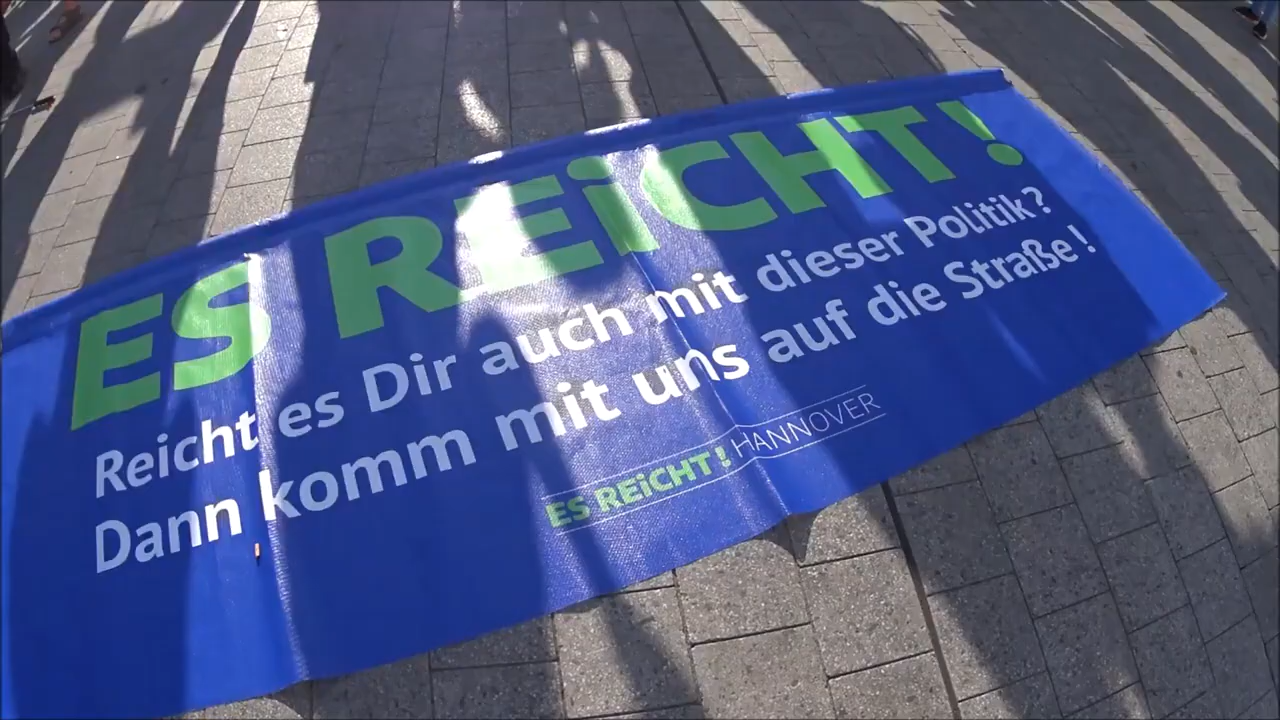 ES REiCHT!
Reicht es Dir auch mit dieser Politik?
Dann komm mit uns auf die Straße!
ES REiCHT! HANNOVER